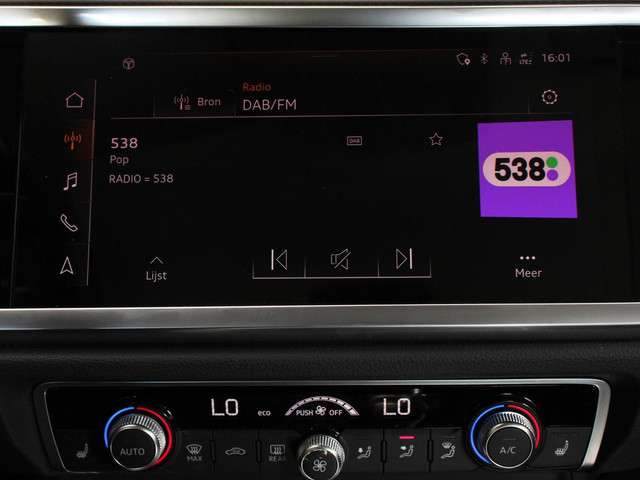 16:01
Radio
Bron
DAB/FM
538
DAB
Pop
RADIO = 538
538
Lijst
Meer
LO
eco
PUSH
OFF
LO
AUTO
MAX
REAR
A/C